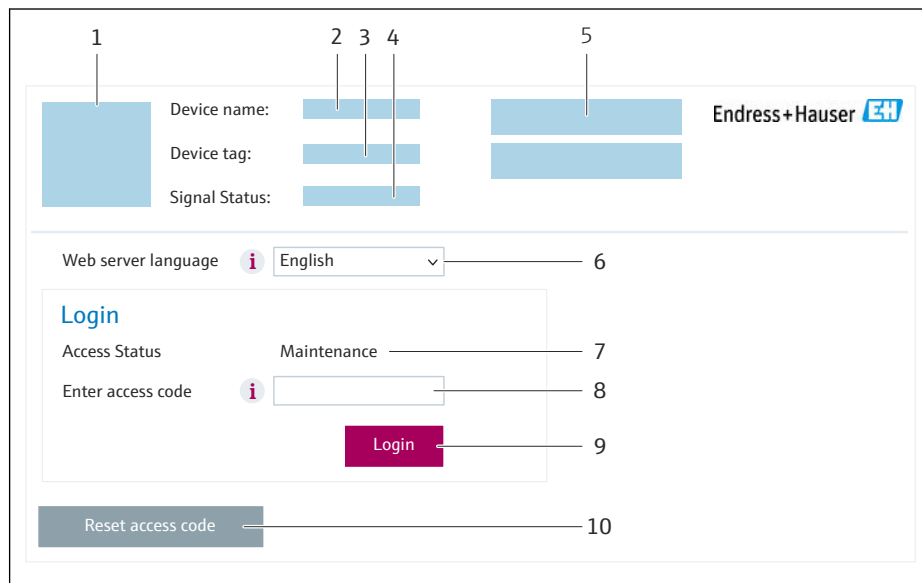 1 2 3 4 5
Device name:
Endress+Hauser EH
Device tag:
Signal Status:
Web server language i English 6
Login
Access Status Maintenance 7
Enter access code i 8
Login 9
Reset access code 10